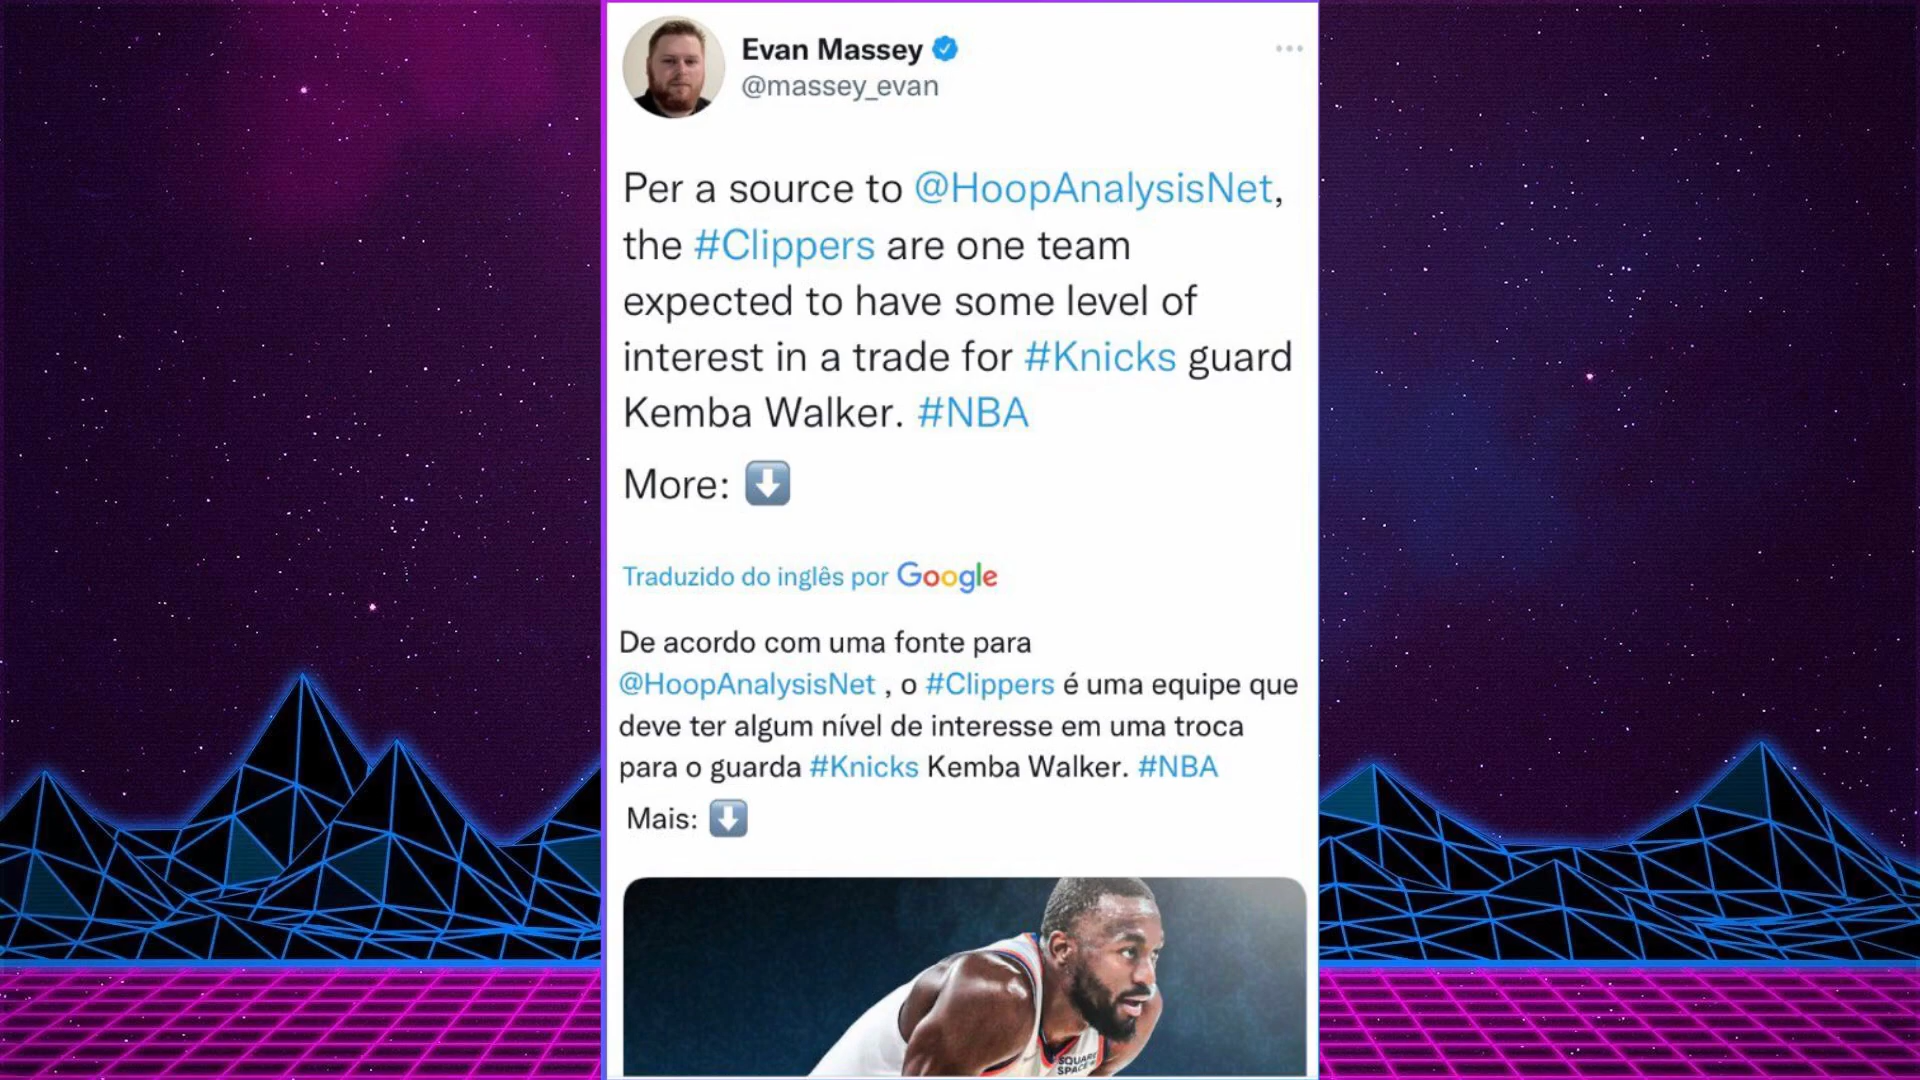 Evan Massey
@massey_evan
Per a source to @HoopAnalysisNet,
the #Clippers are one team
expected to have some level of
interest in a trade for #Knicks guard
Kemba Walker. #NBA
More: ⬇️
Traduzido do inglês por Google
De acordo com uma fonte para
@HoopAnalysisNet , o #Clippers é uma equipe que
deve ter algum nível de interesse em uma troca
para o guarda #Knicks Kemba Walker. #NBA
Mais: ⬇️
SQUARE
SPACE